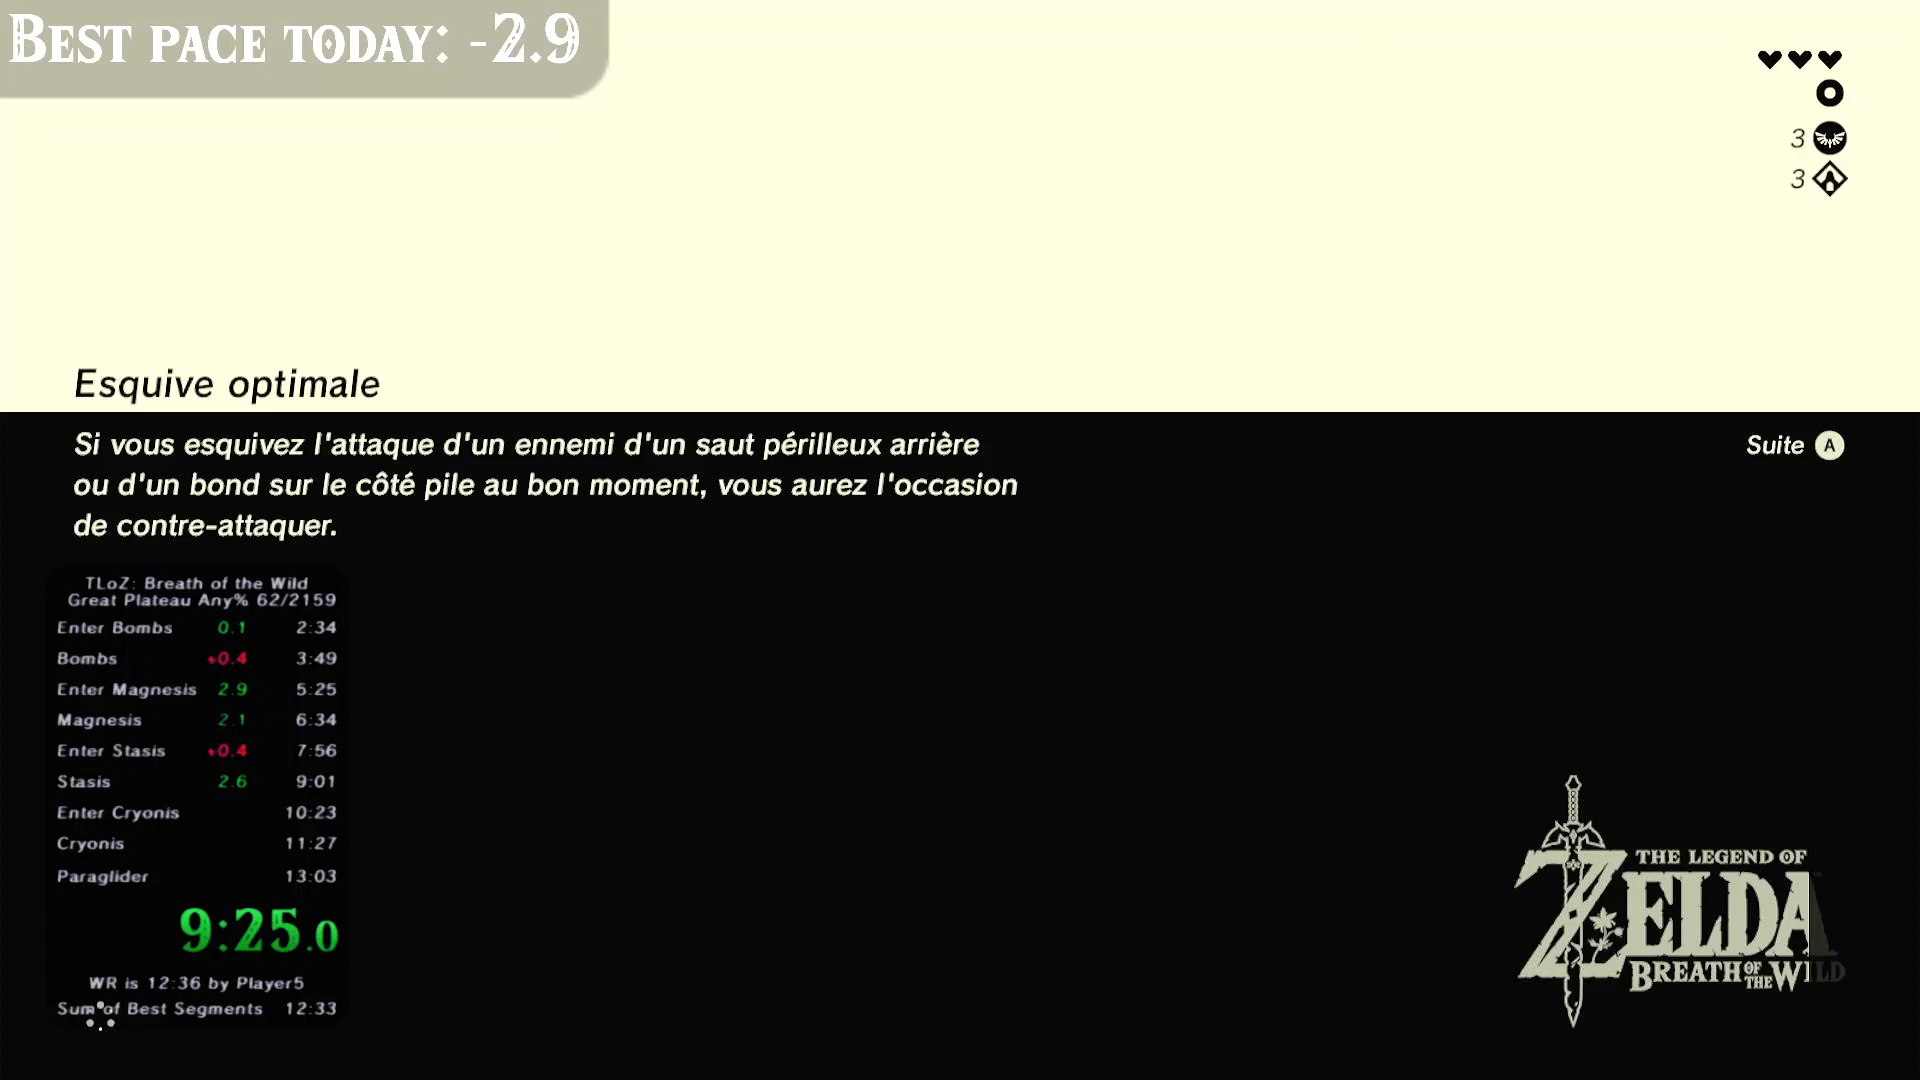 BEST PACE TODAY: -2.9
3
3
Esquive optimale
Si vous esquivez l'attaque d'un ennemi d'un saut périlleux arrière
ou d'un bond sur le côté pile au bon moment, vous aurez l'occasion
de contre-attaquer.
Suite A
TLoZ: Breath of the Wild
Great Plateau Any% 62/2159
Enter Bombs 0.1 2:34
Bombs +0.4 3:49
Enter Magnesis 2.9 5:25
Magnesis 2.1 6:34
Enter Stasis +0.4 7:56
Stasis 2.6 9:01
Enter Cryonis 10:23
Cryonis 11:27
Paraglider 13:03
9:25.0
WR is 12:36 by Player5
Sum of Best Segments 12:33
THE LEGEND OF
ZELDA
BREATH OF THE WILD